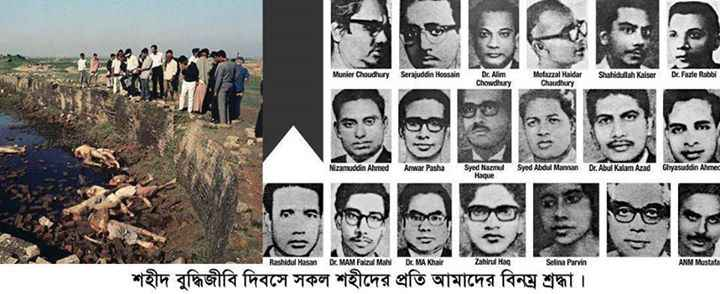 Munier Choudhury Serajuddin Hossain Dr. Alim Chowdhury Mofazzal Haidar Chaudhury Shahidullah Kaiser Dr. Fazle Rabbi
Nizamuddin Ahmed Anwar Pasha Syed Nazmul Haque Syed Abdul Mannan Dr. Abul Kalam Azad Ghyasuddin Ahmed
Rashidul Hasan Dr. MAM Faizul Mahi Dr. MA Khair Zahirul Haq Selina Parvin ANM Mustafa
শহীদ বুদ্ধিজীবি দিবসে সকল শহীদের প্রতি আমাদের বিনম্র শ্রদ্ধা ।